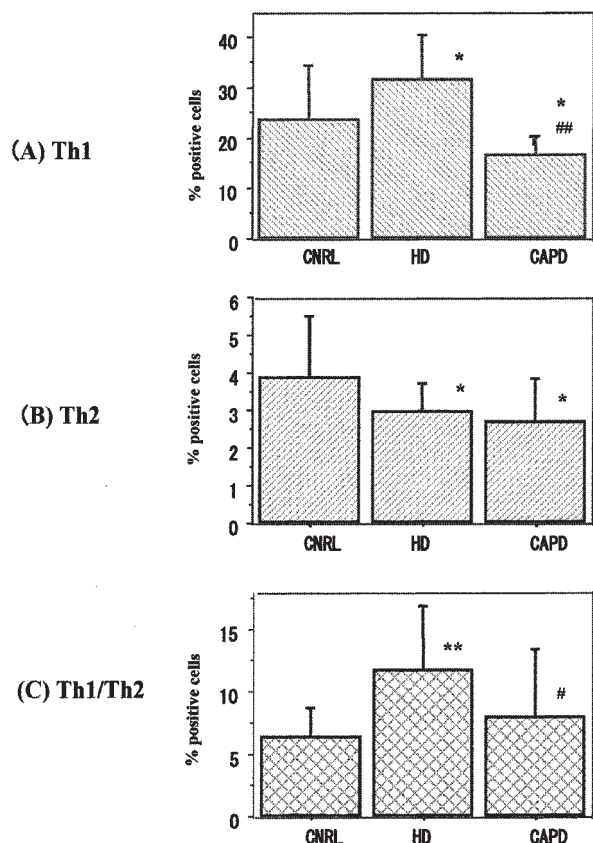 (A) Th1
% positive cells
40
30
20
10
0
*
*
##
CNRL HD CAPD
(B) Th2
% positive cells
6
5
4
3
2
1
0
*
*
CNRL HD CAPD
(C) Th1/Th2
% positive cells
15
10
5
0
**
#
CNRL HD CAPD